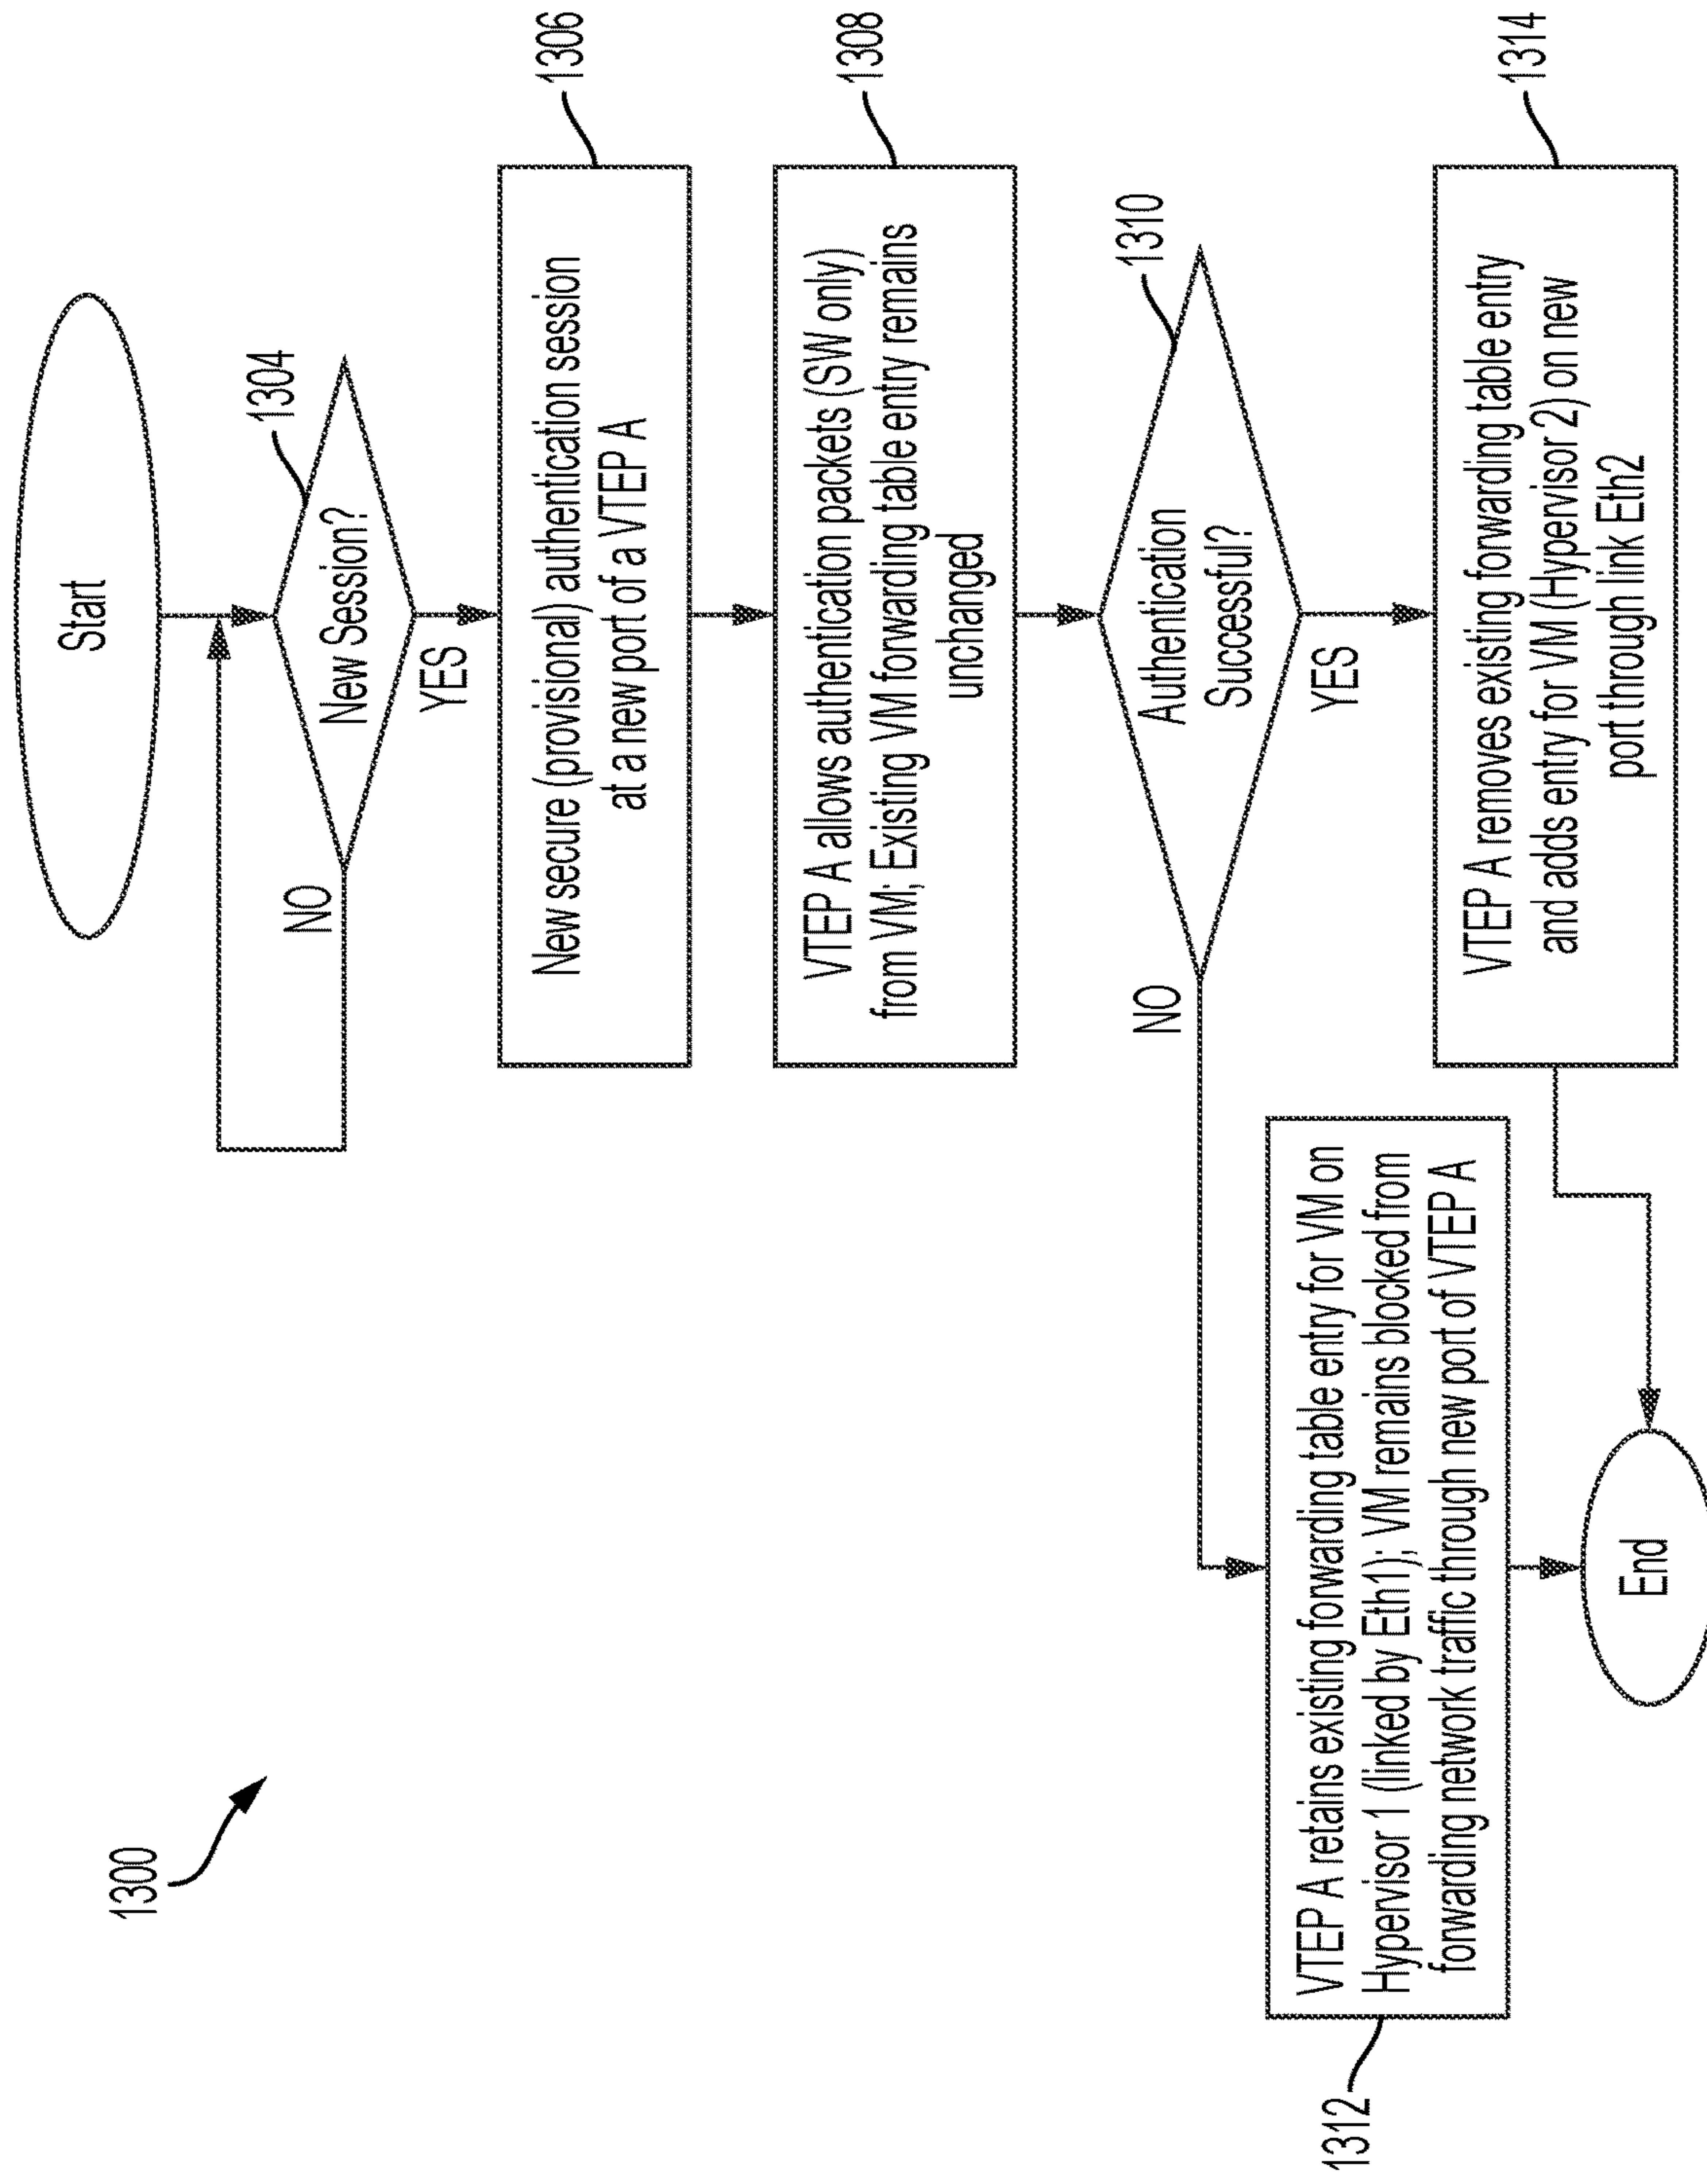 1300
Start
1304
New Session?
NO
YES
1306
New secure (provisional) authentication session
at a new port of a VTEP A
1308
VTEP A allows authentication packets (SW only)
from VM; Existing VM forwarding table entry remains
unchanged
1310
Authentication
Successful?
NO
YES
1312
VTEP A retains existing forwarding table entry for VM on
Hypervisor 1 (linked by Eth1); VM remains blocked from
forwarding network traffic through new port of VTEP A
1314
VTEP A removes existing forwarding table entry
and adds entry for VM (Hypervisor 2) on new
port through link Eth2
End